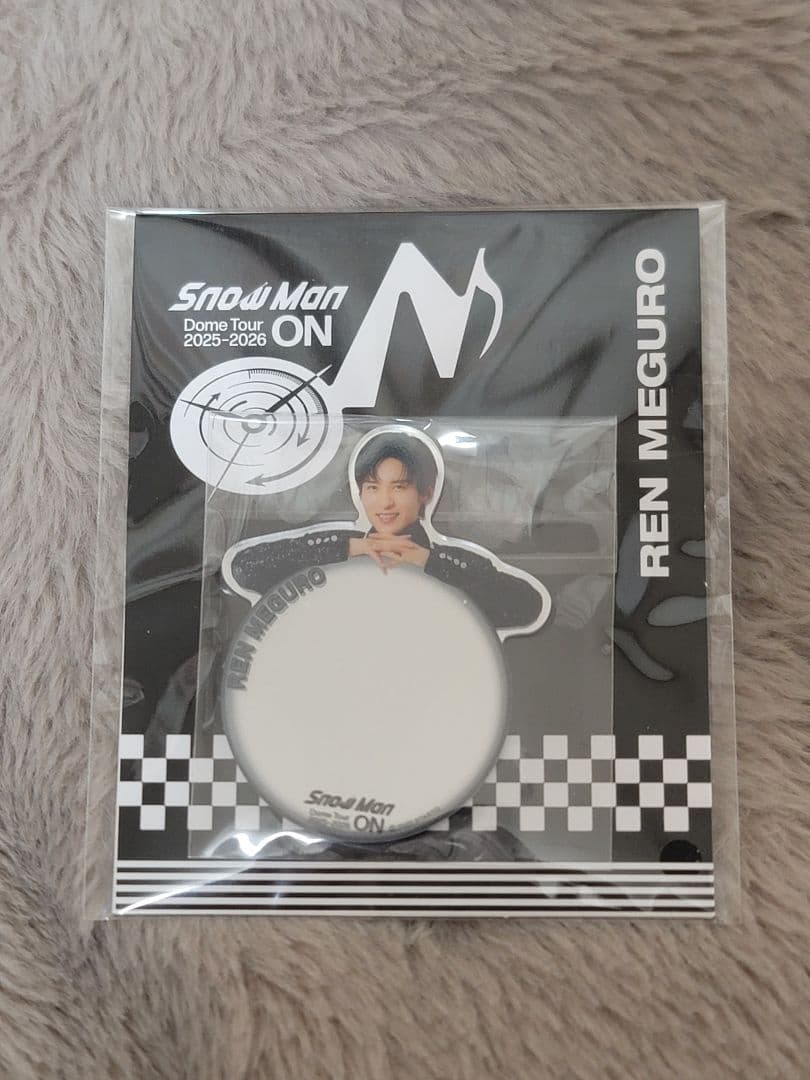 Snow Man
Dome Tour
2025-2026 ON
REN MEGURO
REN MEGURO
Snow Man
Dome Tour
ON